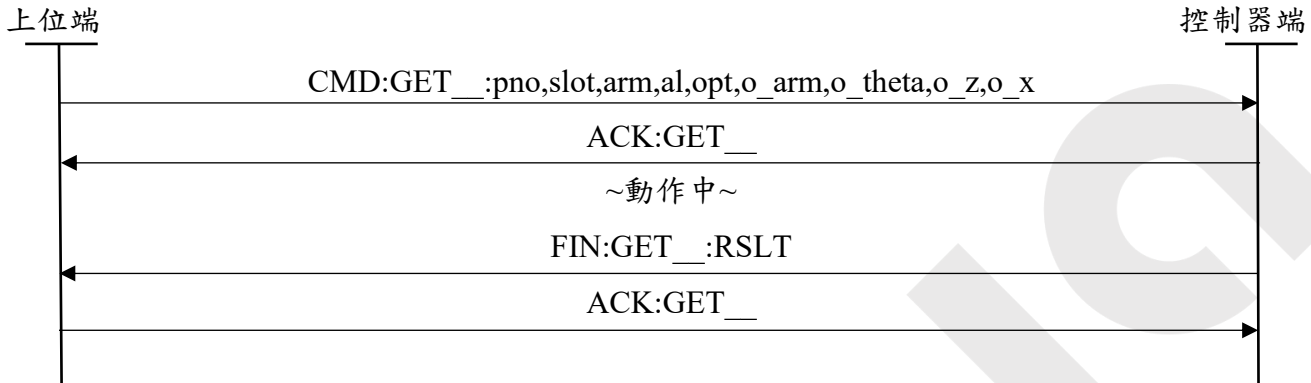 上位端 控制器端
CMD:GET__:pno,slot,arm,al,opt,o_arm,o_theta,o_z,o_x
ACK:GET__
~動作中~
FIN:GET__:RSLT
ACK:GET__